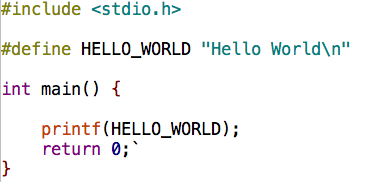 #include <stdio.h>
#define HELLO_WORLD "Hello World\n"
int main() {
printf(HELLO_WORLD);
return 0;`
}